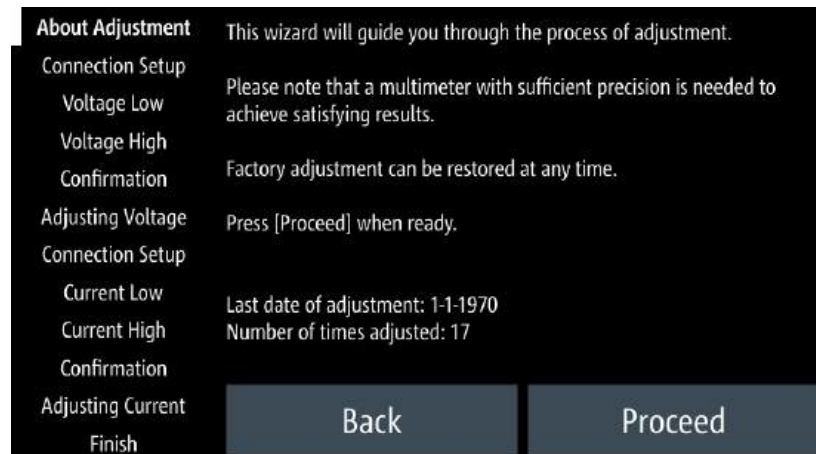 About Adjustment
Connection Setup
Voltage Low
Voltage High
Confirmation
Adjusting Voltage
Connection Setup
Current Low
Current High
Confirmation
Adjusting Current
Finish
This wizard will guide you through the process of adjustment.
Please note that a multimeter with sufficient precision is needed to
achieve satisfying results.
Factory adjustment can be restored at any time.
Press [Proceed] when ready.
Last date of adjustment: 1-1-1970
Number of times adjusted: 17
Back
Proceed